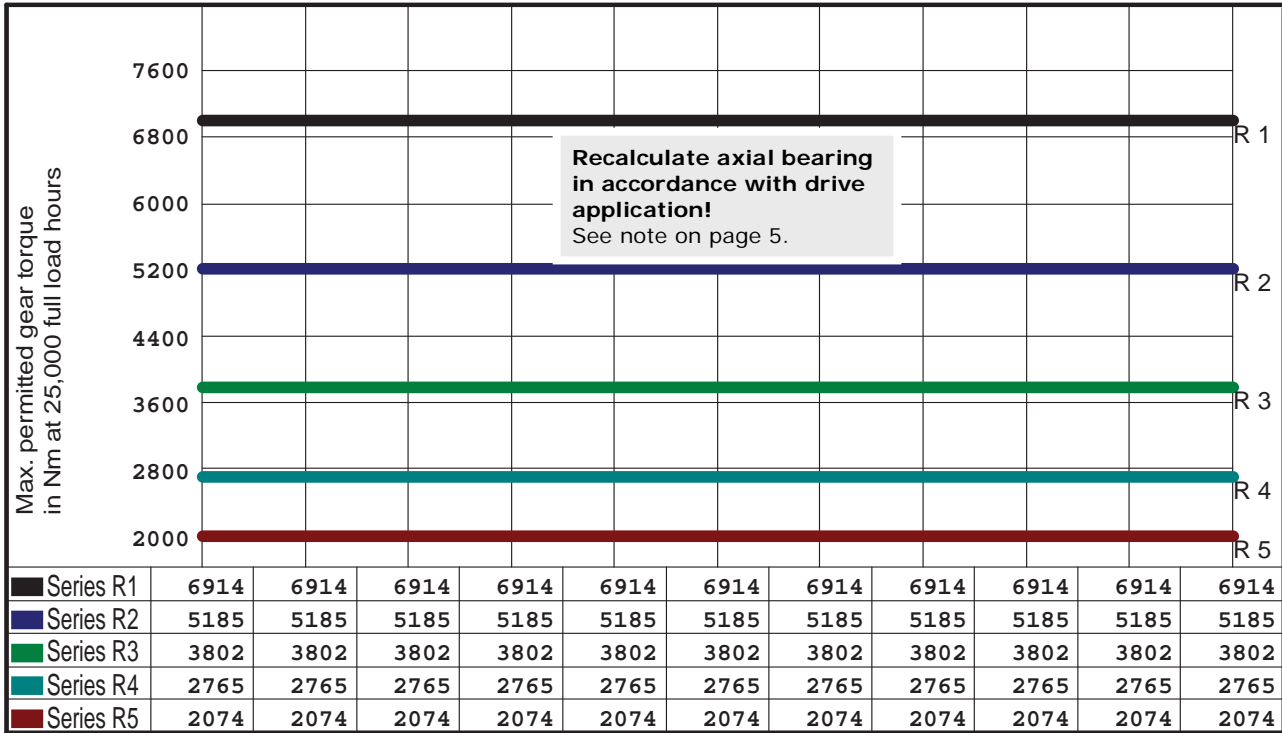 Max. permitted gear torque
in Nm at 25,000 full load hours
7600
6800
6000
5200
4400
3600
2800
2000
Recalculate axial bearing
in accordance with drive
application!
See note on page 5.
R 1
R 2
R 3
R 4
R 5
Series R1 6914 6914 6914 6914 6914 6914 6914 6914 6914 6914 6914
Series R2 5185 5185 5185 5185 5185 5185 5185 5185 5185 5185 5185
Series R3 3802 3802 3802 3802 3802 3802 3802 3802 3802 3802 3802
Series R4 2765 2765 2765 2765 2765 2765 2765 2765 2765 2765 2765
Series R5 2074 2074 2074 2074 2074 2074 2074 2074 2074 2074 2074